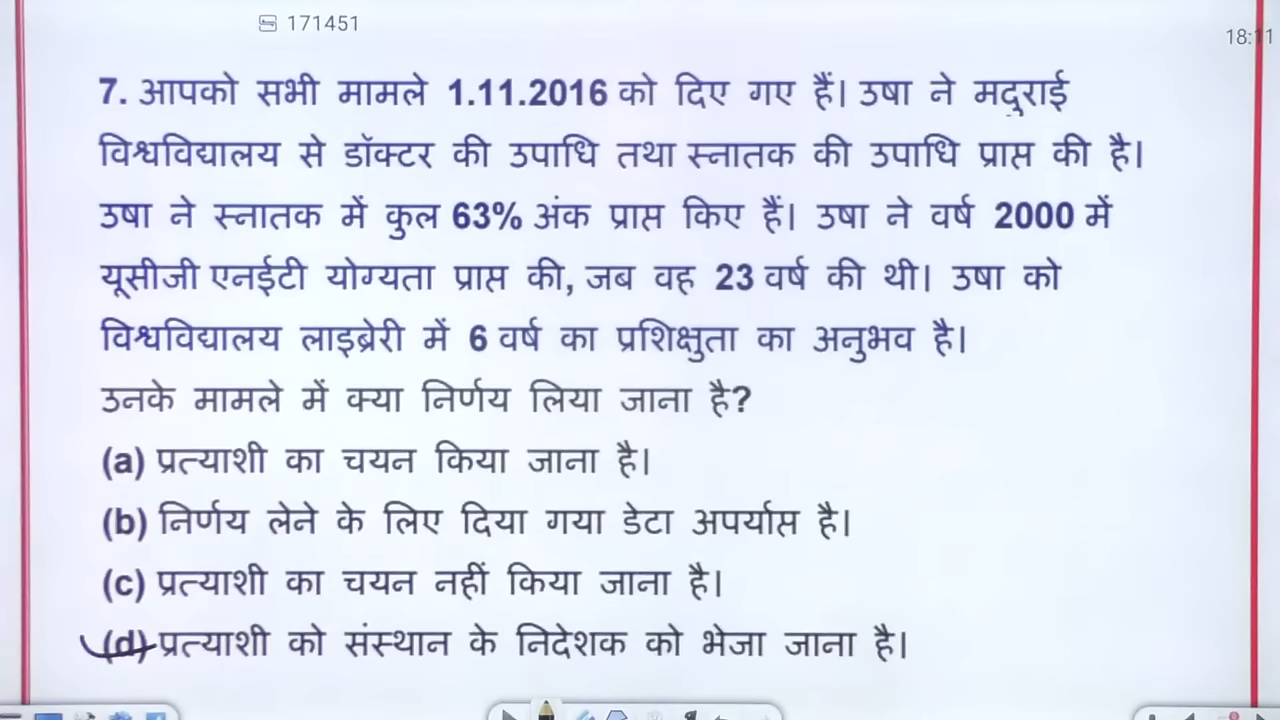 171451
18:11
7. आपको सभी मामले 1.11.2016 को दिए गए हैं। उषा ने मदुराई
विश्वविद्यालय से डॉक्टर की उपाधि तथा स्नातक की उपाधि प्राप्त की है।
उषा ने स्नातक में कुल 63% अंक प्राप्त किए हैं। उषा ने वर्ष 2000 में
यूसीजी एनईटी योग्यता प्राप्त की, जब वह 23 वर्ष की थी। उषा को
विश्वविद्यालय लाइब्रेरी में 6 वर्ष का प्रशिक्षुता का अनुभव है।
उनके मामले में क्या निर्णय लिया जाना है?
(a) प्रत्याशी का चयन किया जाना है।
(b) निर्णय लेने के लिए दिया गया डेटा अपर्याप्त है।
(c) प्रत्याशी का चयन नहीं किया जाना है।
(d) प्रत्याशी को संस्थान के निदेशक को भेजा जाना है।